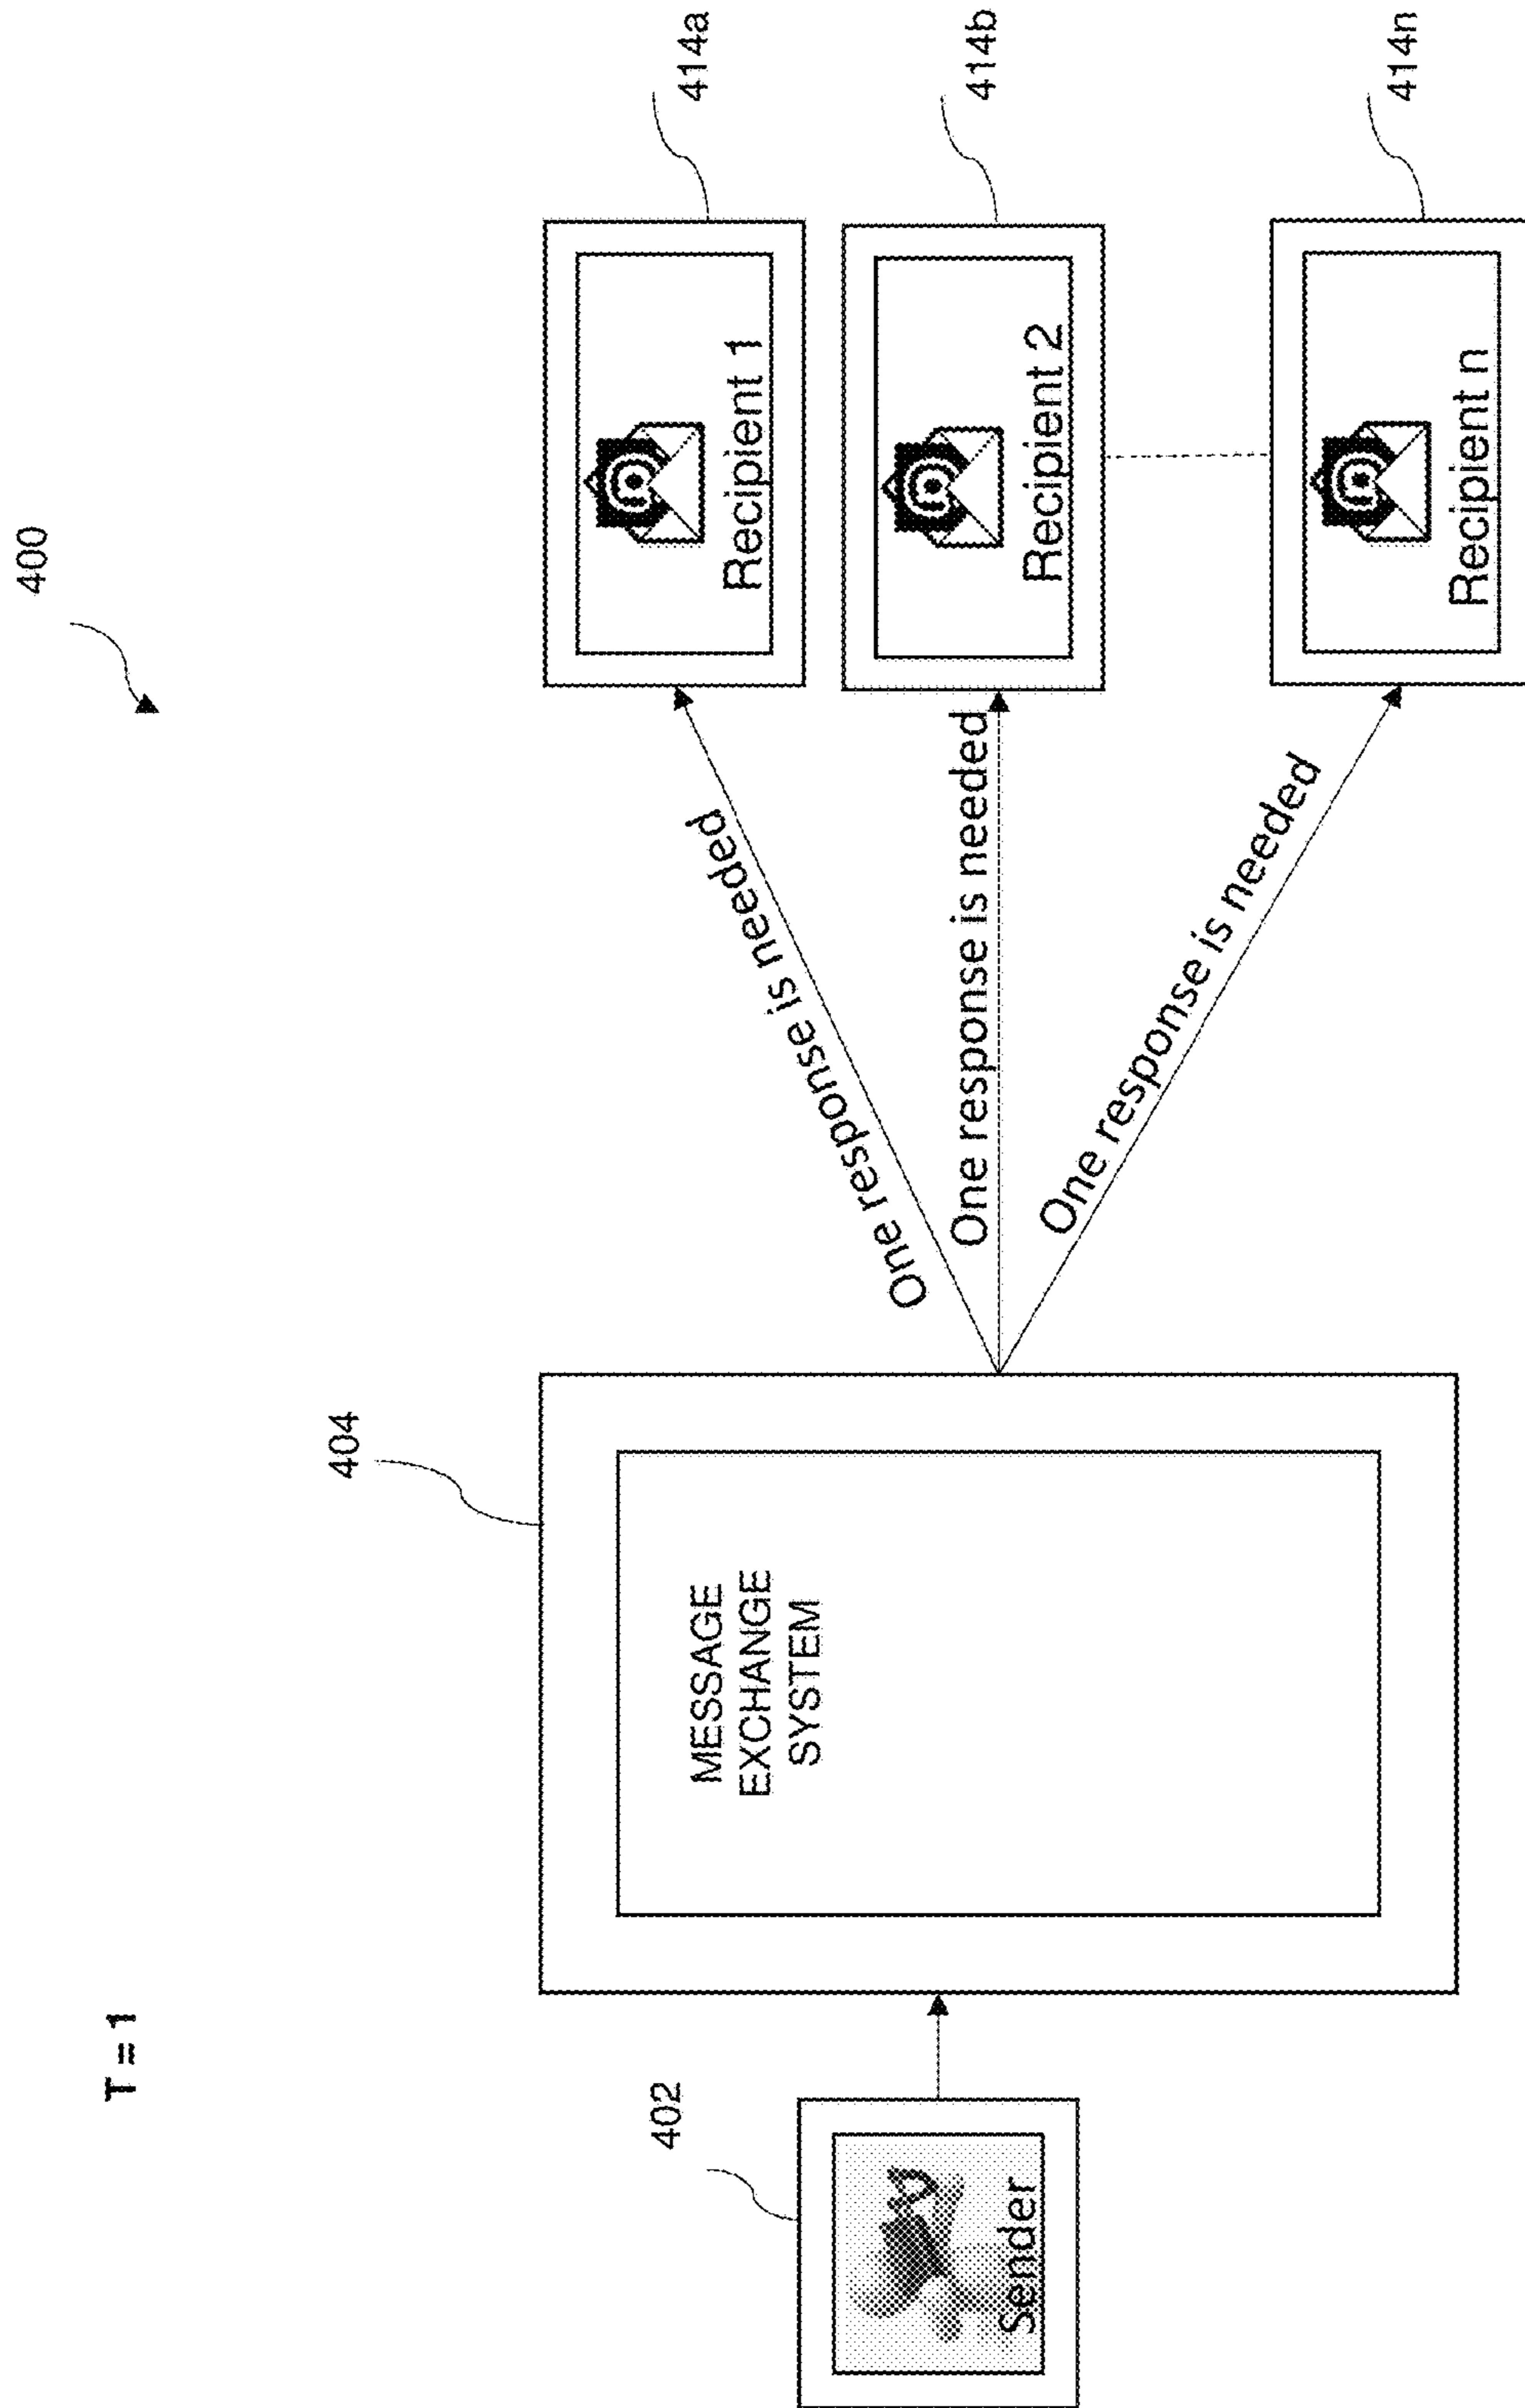 T = 1
400
402
Sender
404
MESSAGE
EXCHANGE
SYSTEM
One response is needed
One response is needed
One response is needed
Recipient 1
414a
Recipient 2
414b
Recipient n
414n